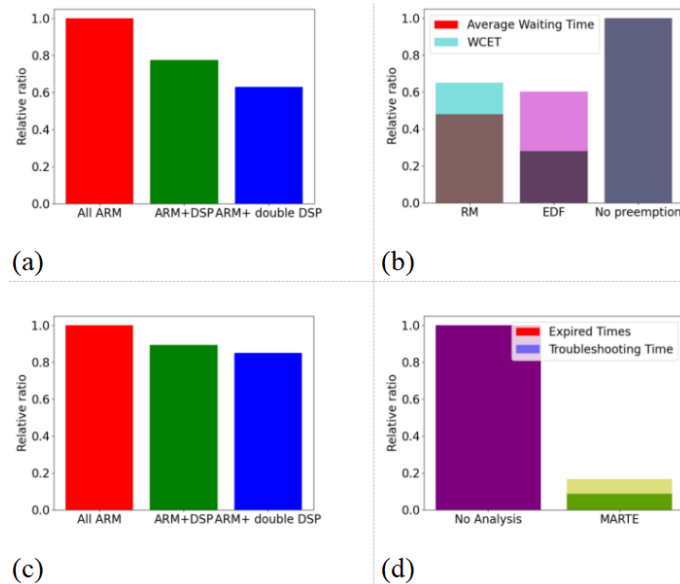 1.0
0.8
0.6
0.4
0.2
0.0
Relative ratio
All ARM
ARM+DSP
ARM+ double DSP
(a)
1.0
0.8
0.6
0.4
0.2
0.0
Relative ratio
Average Waiting Time
WCET
RM
EDF
No preemption
(b)
1.0
0.8
0.6
0.4
0.2
0.0
Relative ratio
All ARM
ARM+DSP
ARM+ double DSP
(c)
1.0
0.8
0.6
0.4
0.2
0.0
Relative ratio
Expired Times
Troubleshooting Time
No Analysis
MARTE
(d)